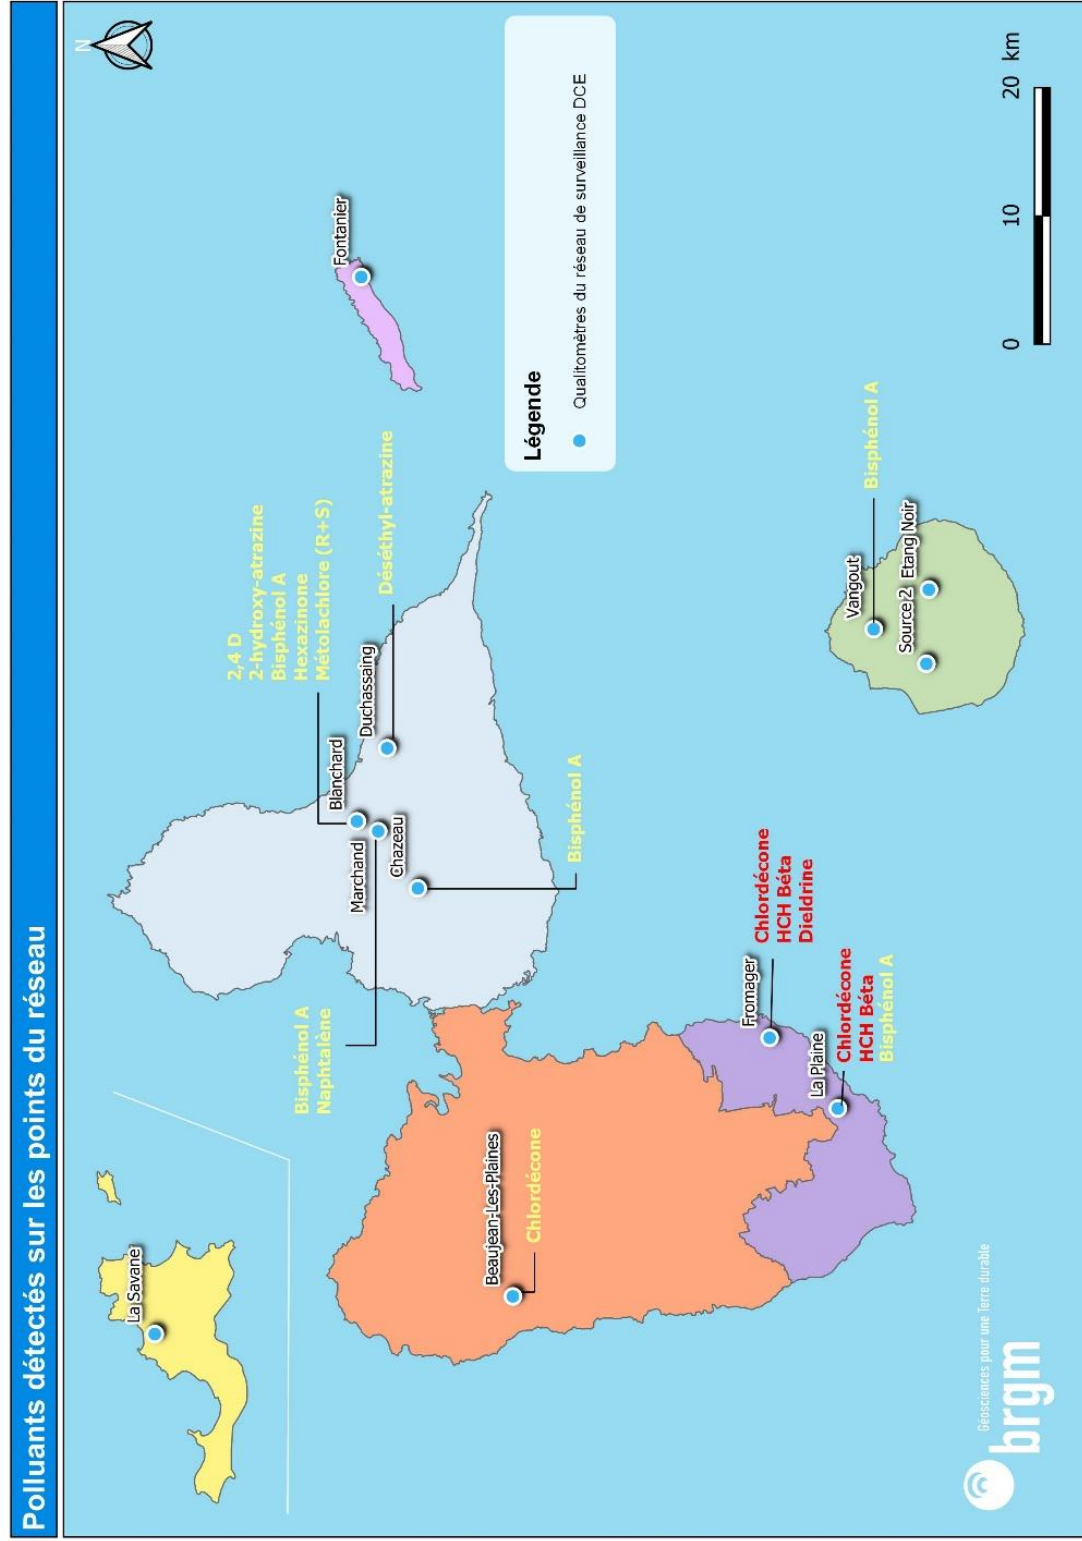 Polluants détectés sur les points du réseau
N
La Savane
2,4 D
2-hydroxy-atrazine
Bisphénol A
Hexazinone
Métolachlore (R+S)
Déséthyl-atrazine
Blanchard
Duchassaing
Marchand
Chazeau
Fontanier
Bisphénol A
Naphtalène
Bisphénol A
Beaujean-Les-Plaines
Chlordécone
Légende
Qualitomètres du réseau de surveillance DCE
Fromager
Chlordécone
HCH Béta
Dieldrine
La Plaine
Chlordécone
HCH Béta
Bisphénol A
Vangout
Bisphénol A
Source 2
Etang Noir
Géosciences pour une Terre durable
brgm
0 10 20 km